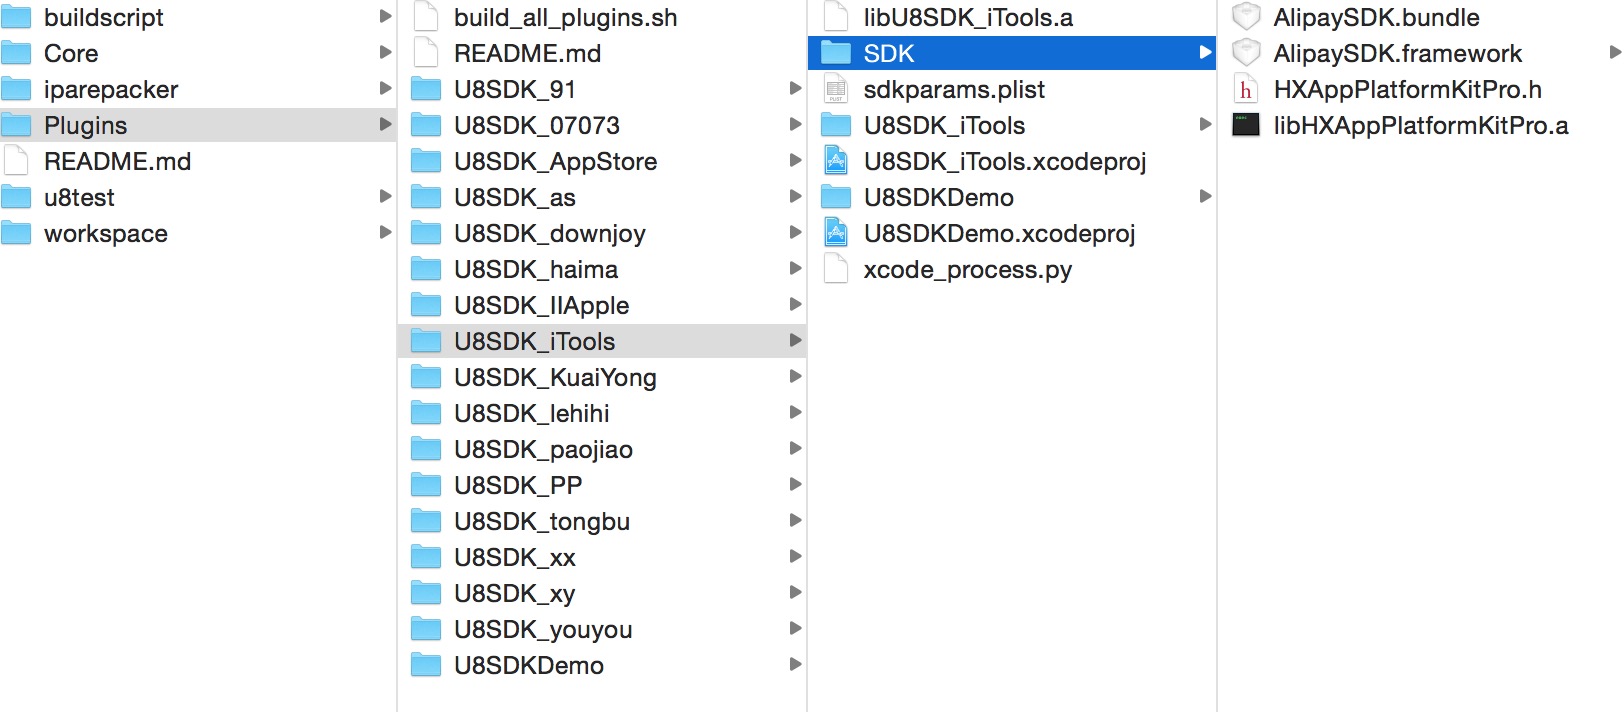 buildscript
Core
iparepacker
Plugins
README.md
u8test
workspace
build_all_plugins.sh
README.md
U8SDK_91
U8SDK_07073
U8SDK_AppStore
U8SDK_as
U8SDK_downjoy
U8SDK_haima
U8SDK_IIApple
U8SDK_iTools
U8SDK_KuaiYong
U8SDK_lehihi
U8SDK_paojiao
U8SDK_PP
U8SDK_tongbu
U8SDK_xx
U8SDK_xy
U8SDK_youyou
U8SDKDemo
libU8SDK_iTools.a
SDK
sdkparams.plist
U8SDK_iTools
U8SDK_iTools.xcodeproj
U8SDKDemo
U8SDKDemo.xcodeproj
xcode_process.py
AlipaySDK.bundle
AlipaySDK.framework
HXAppPlatformKitPro.h
libHXAppPlatformKitPro.a